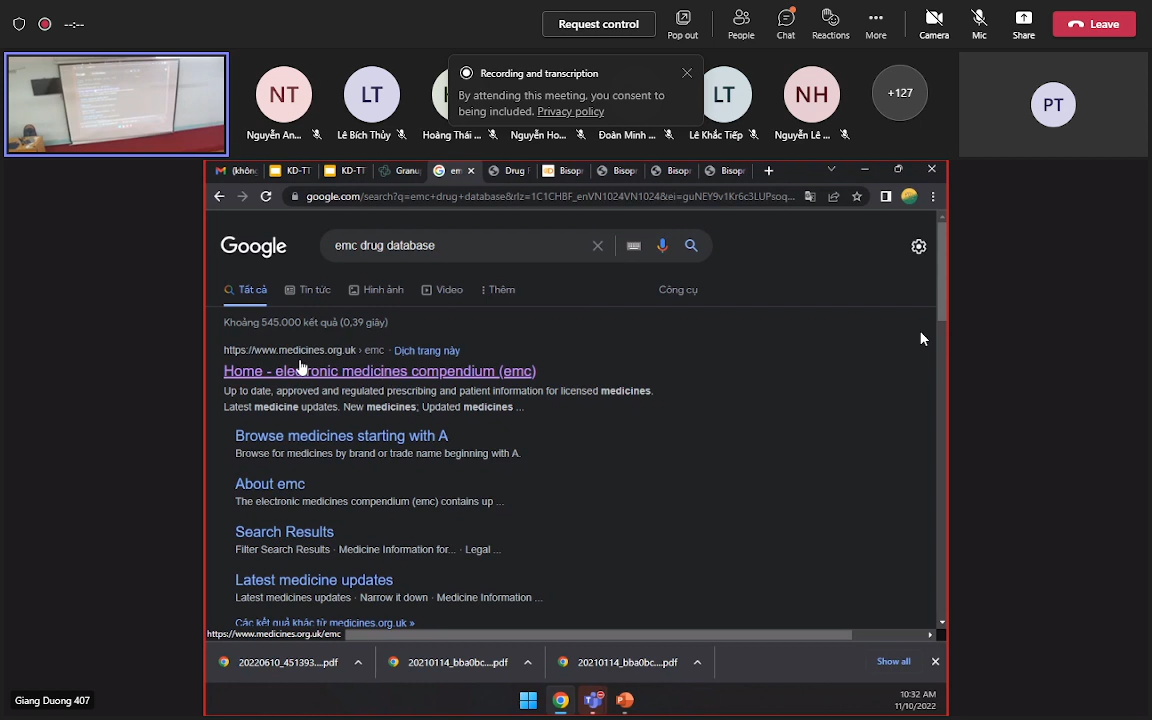 --:--
Request control
Pop out
People
Chat
Reactions
More
Camera
Mic
Share
Leave
Recording and transcription
By attending this meeting, you consent to
being included. Privacy policy
NT
LT
LT
NH
+127
PT
Nguyễn An...
Lê Bích Thủy
Hoàng Thái ...
Nguyễn Ho...
Đoàn Minh ...
Lê Khắc Tiếp
Nguyễn Lê ...
(khôn
KD-TT
KD-TT
Granu
em
Drug
Bisop
Bisop
Bisop
Bisop
google.com/search?q=emc+drug+database&rlz=1C1CHBF_enVN1024VN1024&ei=guNEY9v1Kr6c3LUPsoq...
Google
emc drug database
Tất cả
Tin tức
Hình ảnh
Video
Thêm
Công cụ
Khoảng 545.000 kết quả (0,39 giây)
https://www.medicines.org.uk › emc · Dịch trang này
Home - electronic medicines compendium (emc)
Up to date, approved and regulated prescribing and patient information for licensed medicines.
Latest medicine updates. New medicines; Updated medicines ...
Browse medicines starting with A
Browse for medicines by brand or trade name beginning with A.
About emc
The electronic medicines compendium (emc) contains up ...
Search Results
Filter Search Results · Medicine Information for... · Legal ...
Latest medicine updates
Latest medicines updates · Narrow it down · Medicine Information ...
Các kết quả khác từ medicines.org.uk »
https://www.medicines.org.uk/emc
20220610_451393....pdf
20210114_bba0bc....pdf
20210114_bba0bc....pdf
Show all
10:32 AM
11/10/2022
Giang Duong 407